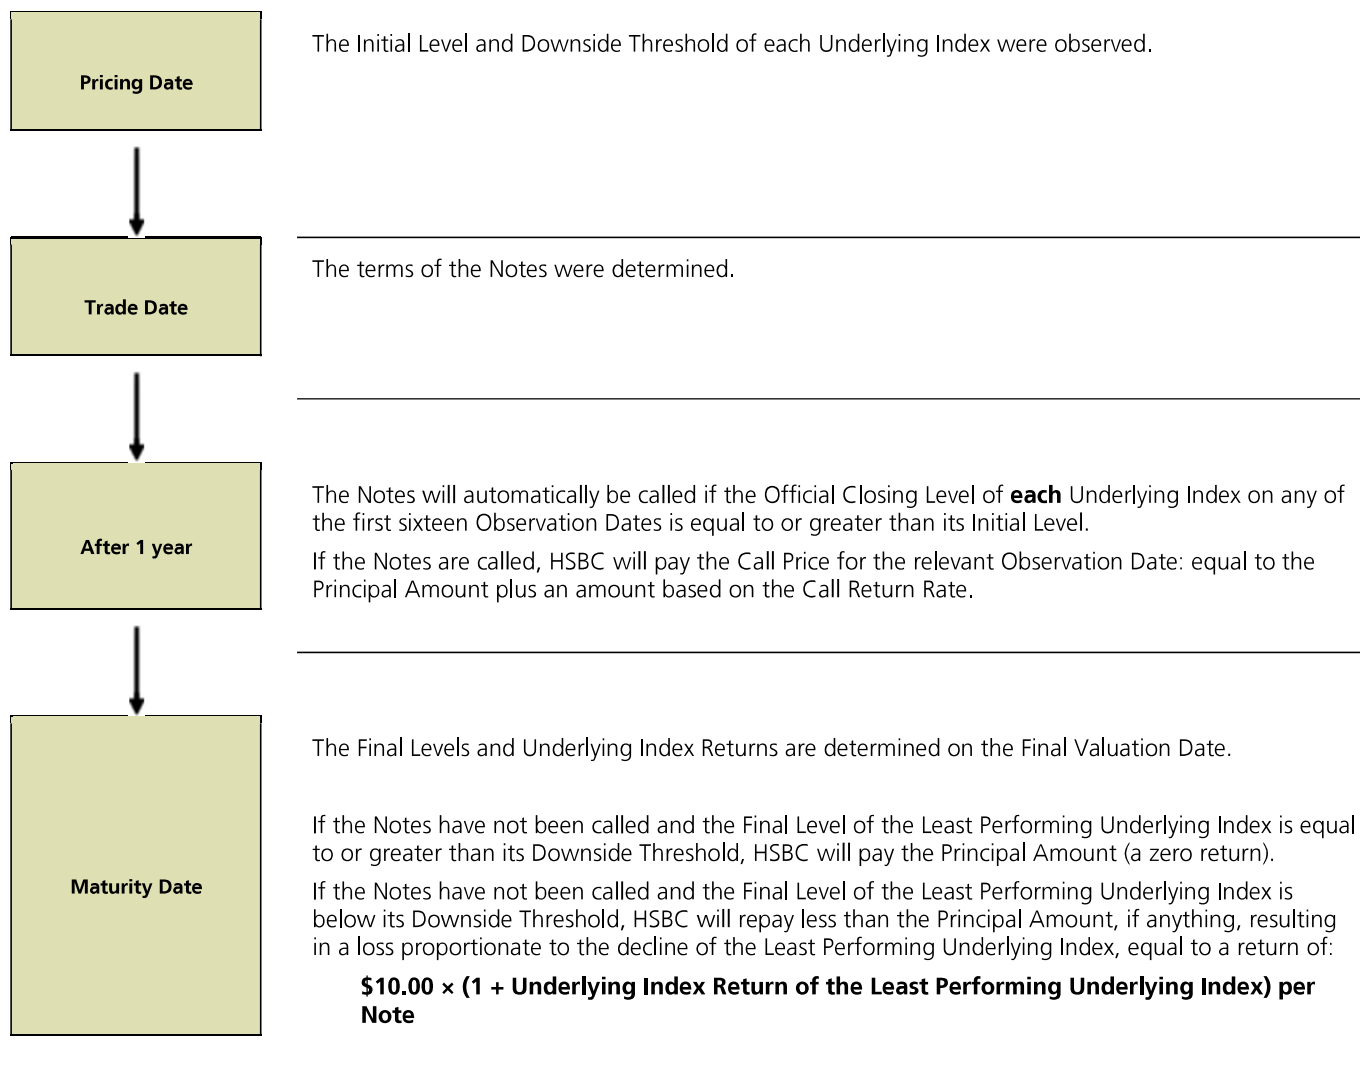 Pricing Date
The Initial Level and Downside Threshold of each Underlying Index were observed.
Trade Date
The terms of the Notes were determined.
After 1 year
The Notes will automatically be called if the Official Closing Level of each Underlying Index on any of
the first sixteen Observation Dates is equal to or greater than its Initial Level.
If the Notes are called, HSBC will pay the Call Price for the relevant Observation Date: equal to the
Principal Amount plus an amount based on the Call Return Rate.
Maturity Date
The Final Levels and Underlying Index Returns are determined on the Final Valuation Date.
If the Notes have not been called and the Final Level of the Least Performing Underlying Index is equal
to or greater than its Downside Threshold, HSBC will pay the Principal Amount (a zero return).
If the Notes have not been called and the Final Level of the Least Performing Underlying Index is
below its Downside Threshold, HSBC will repay less than the Principal Amount, if anything, resulting
in a loss proportionate to the decline of the Least Performing Underlying Index, equal to a return of:
$10.00 × (1 + Underlying Index Return of the Least Performing Underlying Index) per
Note